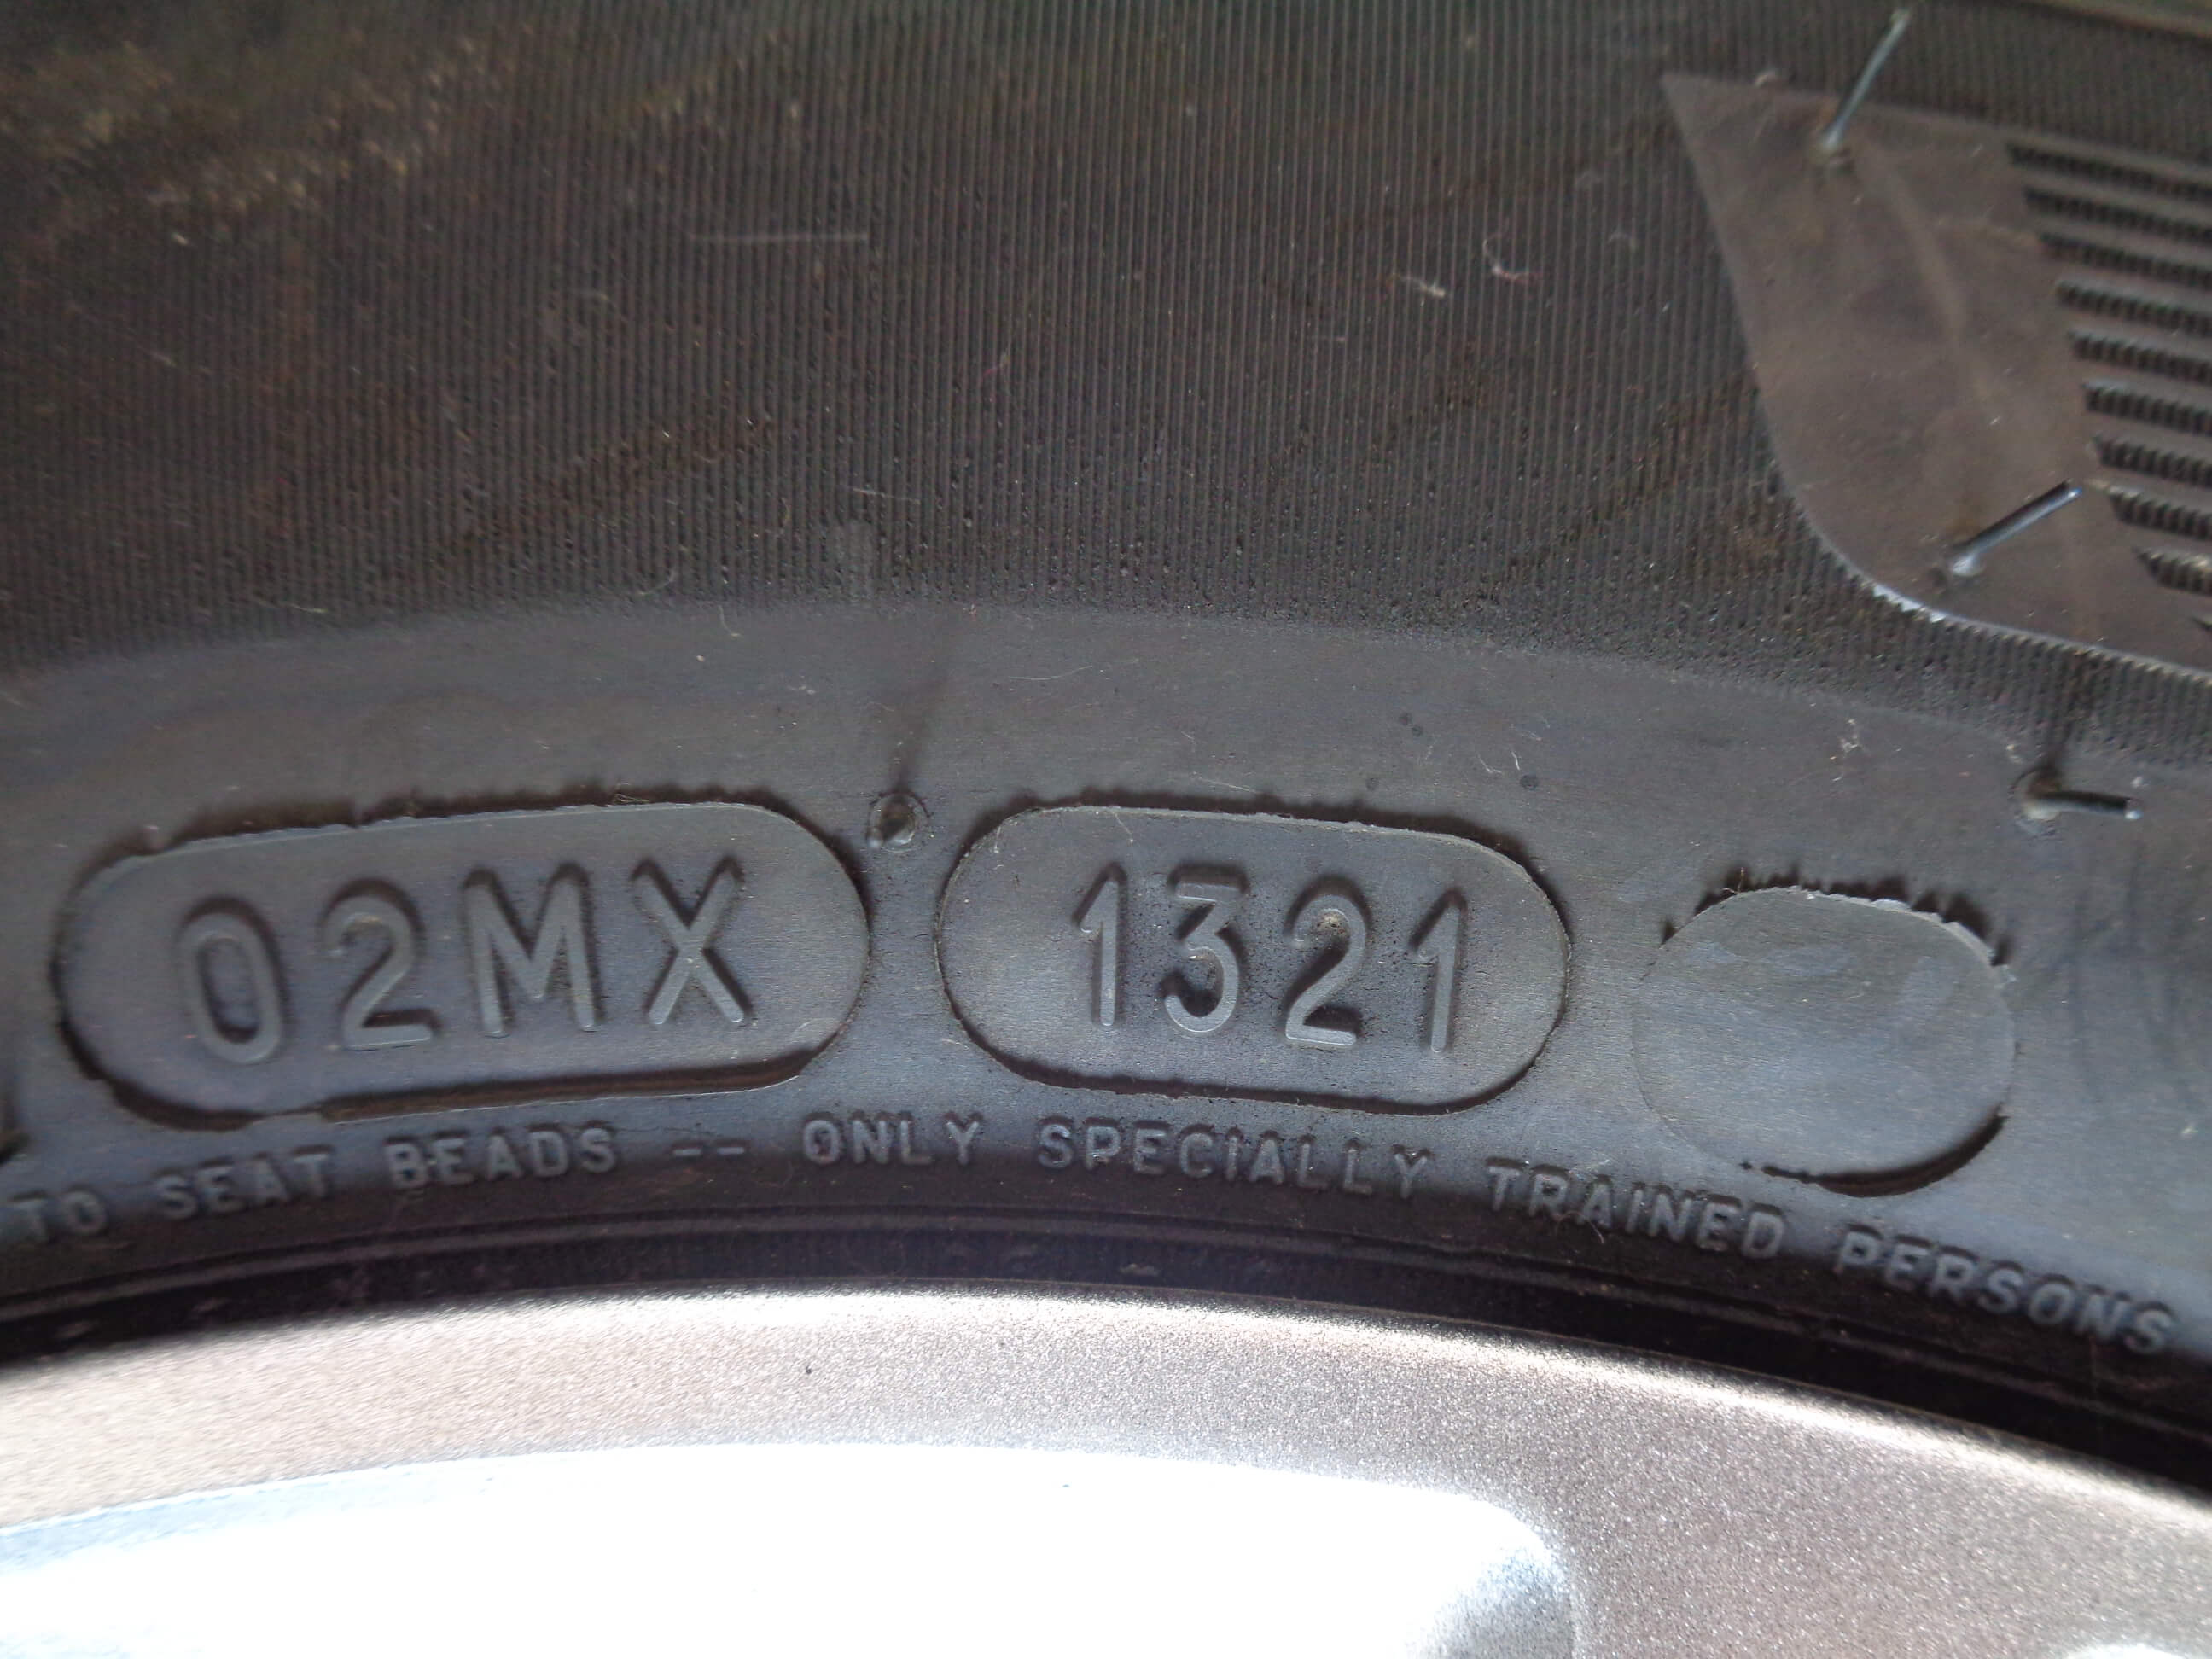 02MX 1321
TO SEAT BEADS -- ONLY SPECIALLY TRAINED PERSONS